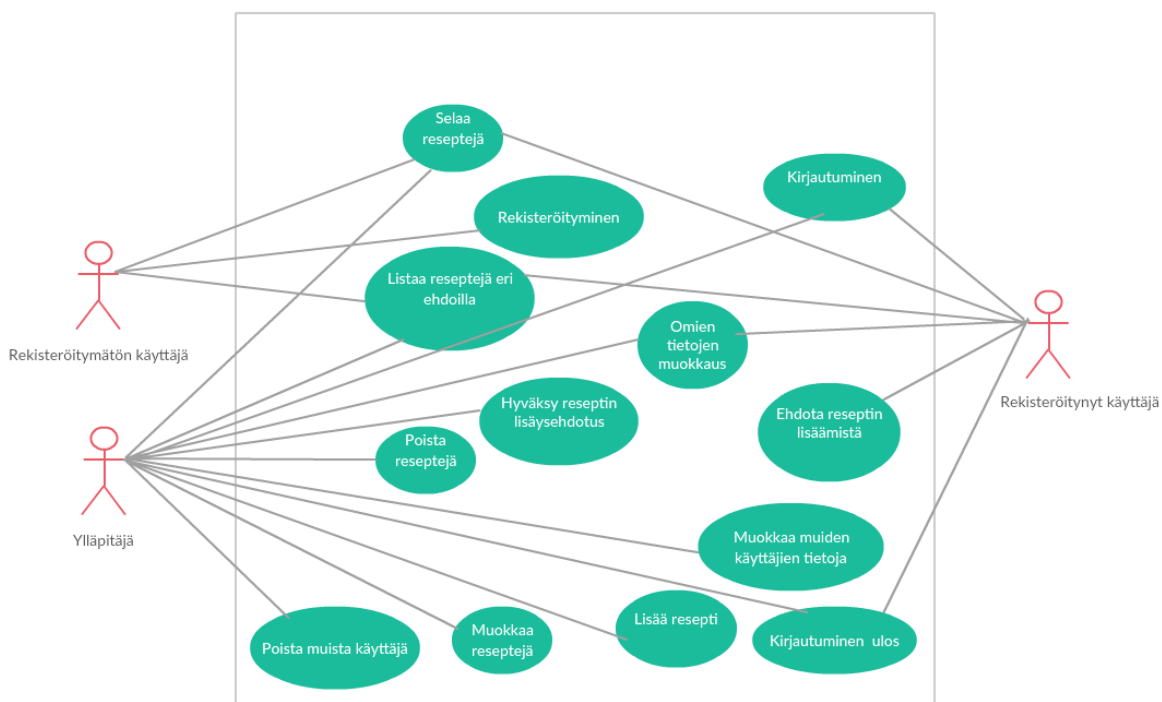 Selaa
reseptejä
Kirjautuminen
Rekisteröityminen
Listaa reseptejä eri
ehdoilla
Omien
tietojen
muokkaus
Rekisteröitymätön käyttäjä
Rekisteröitynyt käyttäjä
Hyväksy reseptin
lisäysehdotus
Ehdota reseptin
lisäämistä
Poista
reseptejä
Ylläpitäjä
Muokkaa muiden
käyttäjien tietoja
Lisää resepti
Poista muista käyttäjä
Muokkaa
reseptejä
Kirjautuminen ulos